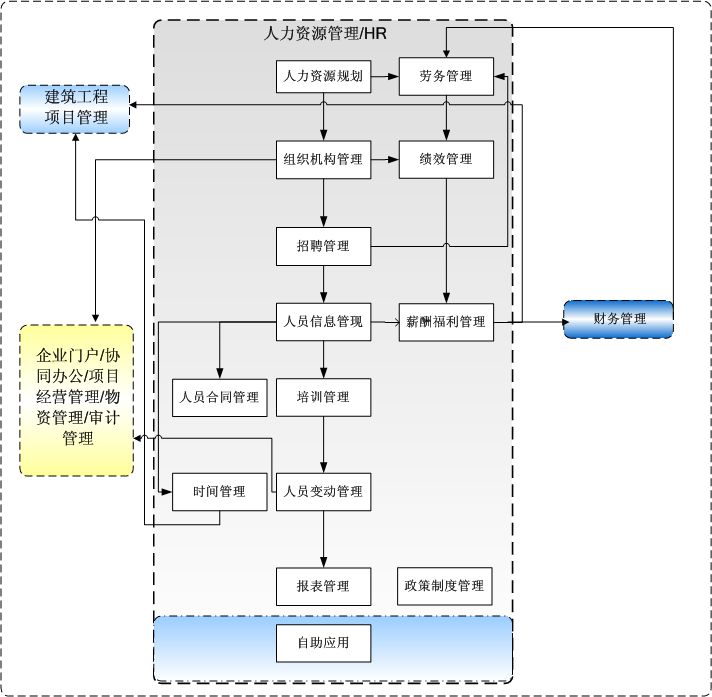 人力资源管理/HR
人力资源规划
劳务管理
建筑工程
项目管理
组织机构管理
绩效管理
招聘管理
人员信息管现
薪酬福利管理
财务管理
企业门户/协
同办公/项目
经营管理/物
资管理/审计
管理
人员合同管理
培训管理
时间管理
人员变动管理
报表管理
政策制度管理
自助应用